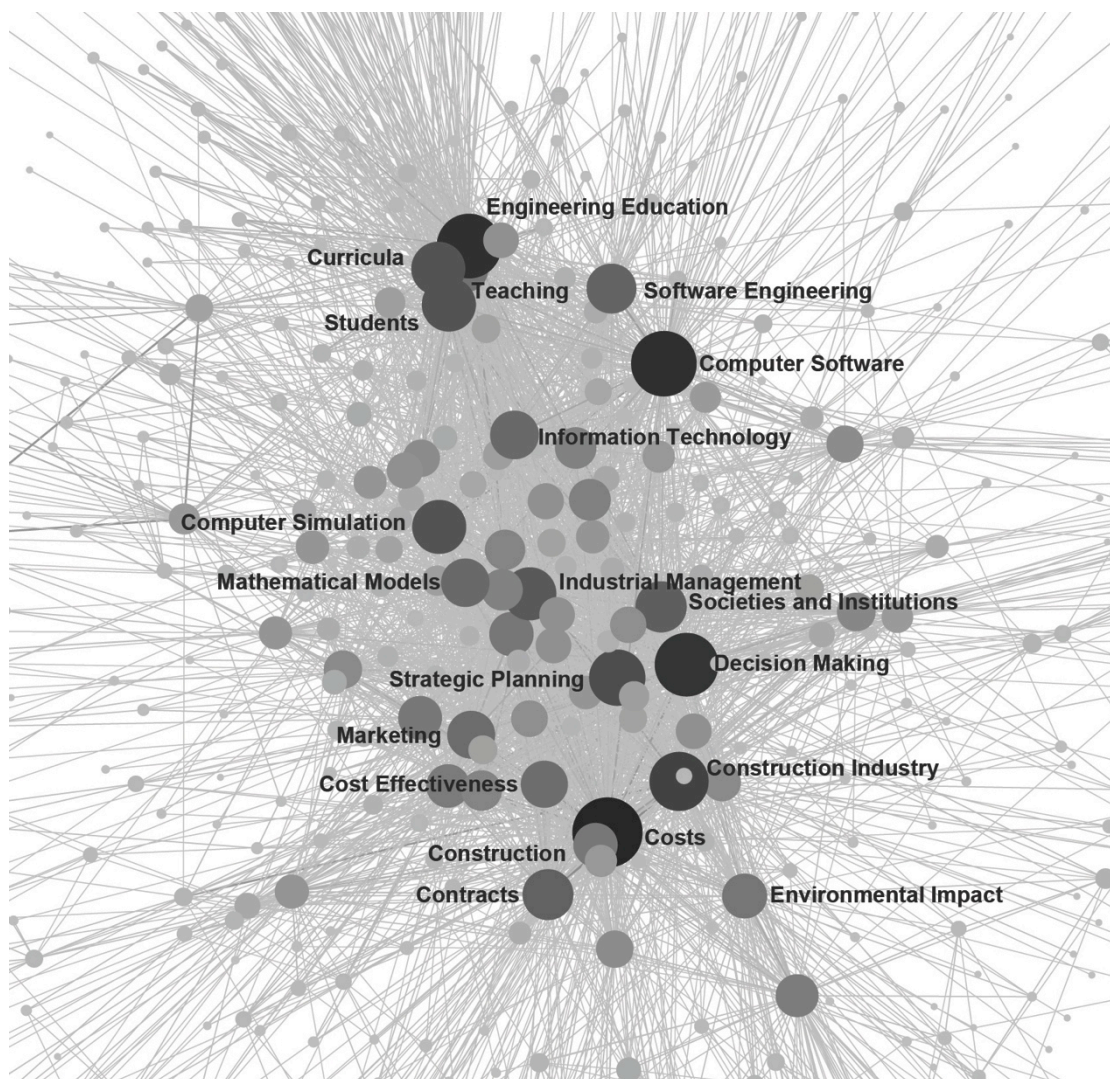 Engineering Education
Curricula
Teaching
Software Engineering
Students
Computer Software
Information Technology
Computer Simulation
Mathematical Models
Industrial Management
Societies and Institutions
Decision Making
Strategic Planning
Marketing
Construction Industry
Cost Effectiveness
Costs
Construction
Contracts
Environmental Impact